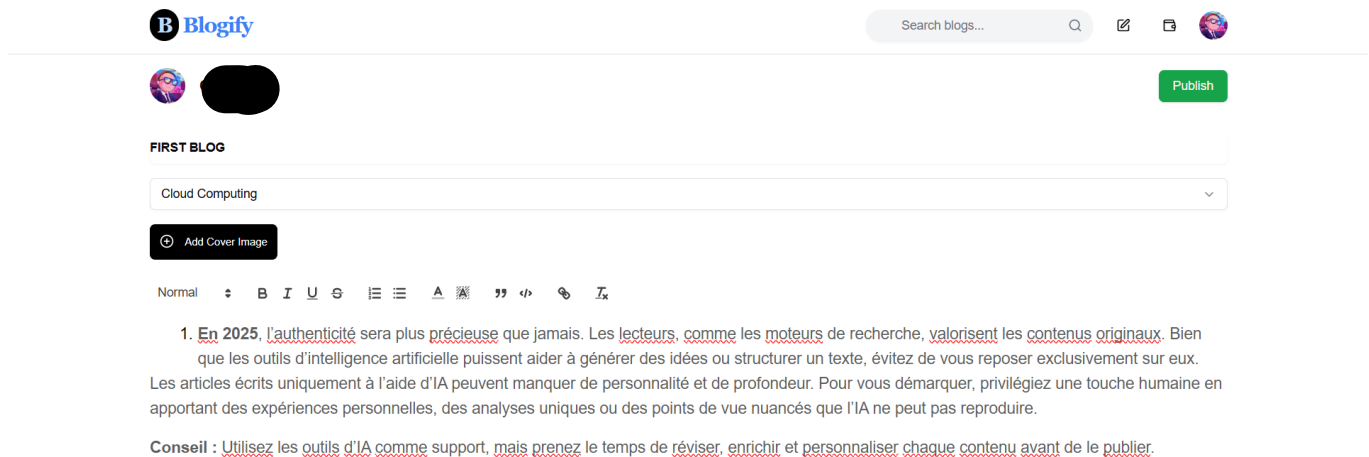 B Blogify
Search blogs...
Publish
FIRST BLOG
Cloud Computing
Add Cover Image
Normal B I U S A A </> Tx
1. En 2025, l’authenticité sera plus précieuse que jamais. Les lecteurs, comme les moteurs de recherche, valorisent les contenus originaux. Bien
que les outils d’intelligence artificielle puissent aider à générer des idées ou structurer un texte, évitez de vous reposer exclusivement sur eux.
Les articles écrits uniquement à l’aide d’IA peuvent manquer de personnalité et de profondeur. Pour vous démarquer, privilégiez une touche humaine en
apportant des expériences personnelles, des analyses uniques ou des points de vue nuancés que l’IA ne peut pas reproduire.
Conseil : Utilisez les outils d’IA comme support, mais prenez le temps de réviser, enrichir et personnaliser chaque contenu avant de le publier.